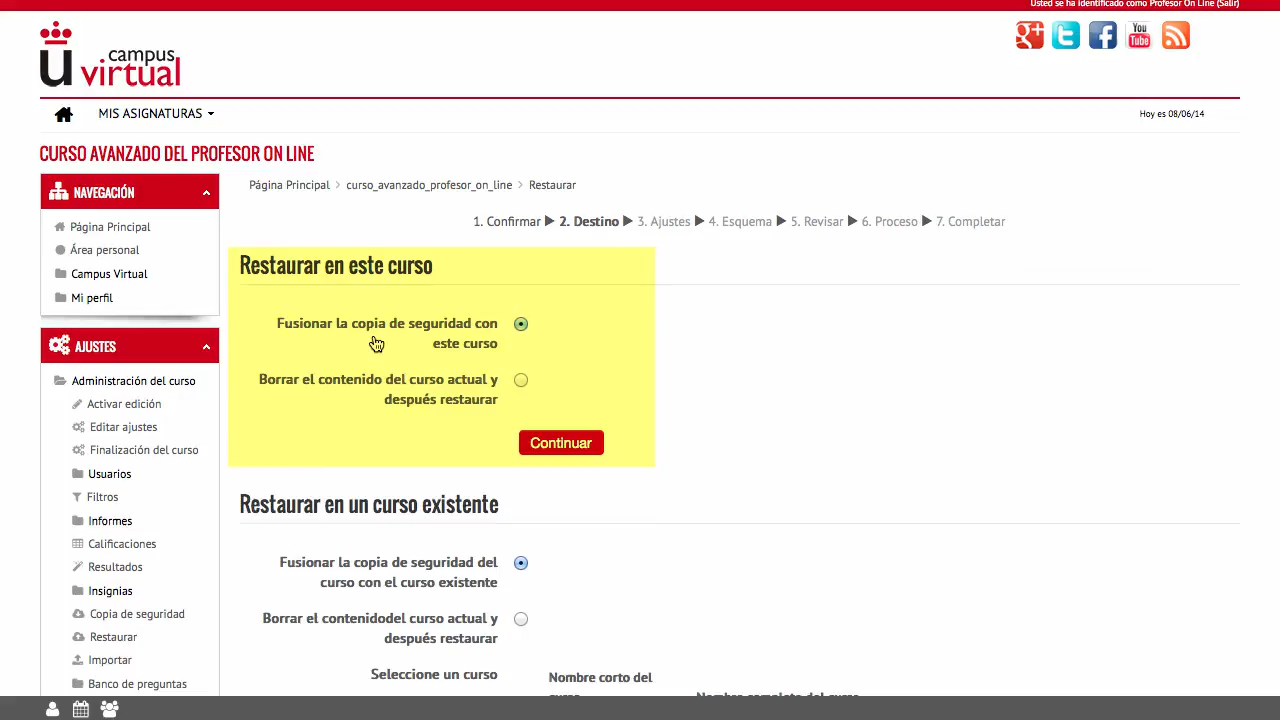 Usted se ha identificado como Profesor On Line (Salir)
campus
virtual
You
Tube
MIS ASIGNATURAS
Hoy es 08/06/14
CURSO AVANZADO DEL PROFESOR ON LINE
NAVEGACIÓN
Página Principal
Área personal
Campus Virtual
Mi perfil
AJUSTES
Administración del curso
Activar edición
Editar ajustes
Finalización del curso
Usuarios
Filtros
Informes
Calificaciones
Resultados
Insignias
Copia de seguridad
Restaurar
Importar
Banco de preguntas
Página Principal > curso_avanzado_profesor_on_line > Restaurar
1. Confirmar ▶ 2. Destino ▶ 3. Ajustes ▶ 4. Esquema ▶ 5. Revisar ▶ 6. Proceso ▶ 7. Completar
Restaurar en este curso
Fusionar la copia de seguridad con
este curso
Borrar el contenido del curso actual y
después restaurar
Continuar
Restaurar en un curso existente
Fusionar la copia de seguridad del
curso con el curso existente
Borrar el contenidodel curso actual y
después restaurar
Seleccione un curso
Nombre corto del